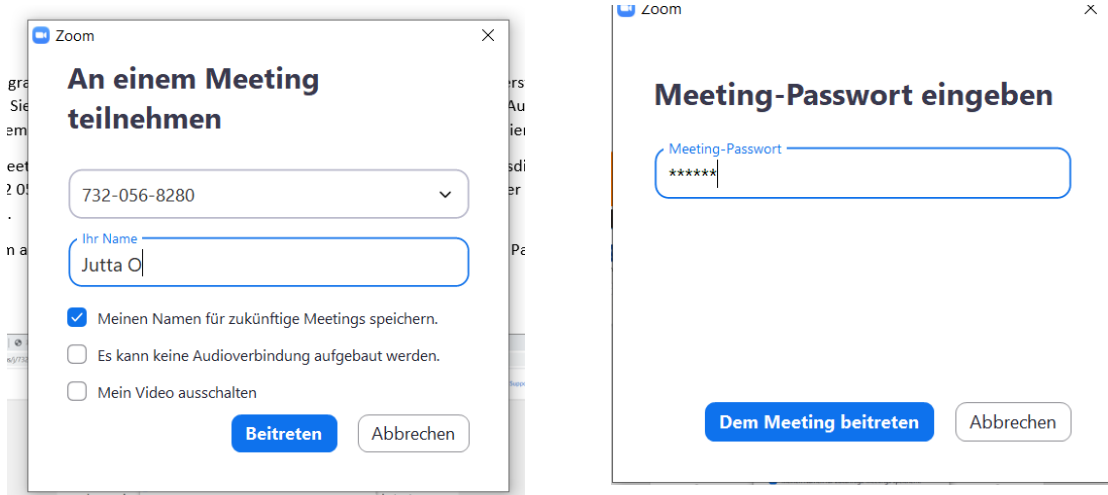 Zoom
An einem Meeting
teilnehmen
732-056-8280
Ihr Name
Jutta O
Meinen Namen für zukünftige Meetings speichern.
Es kann keine Audioverbindung aufgebaut werden.
Mein Video ausschalten
Beitreten
Abbrechen
Zoom
Meeting-Passwort eingeben
Meeting-Passwort
******
Dem Meeting beitreten
Abbrechen